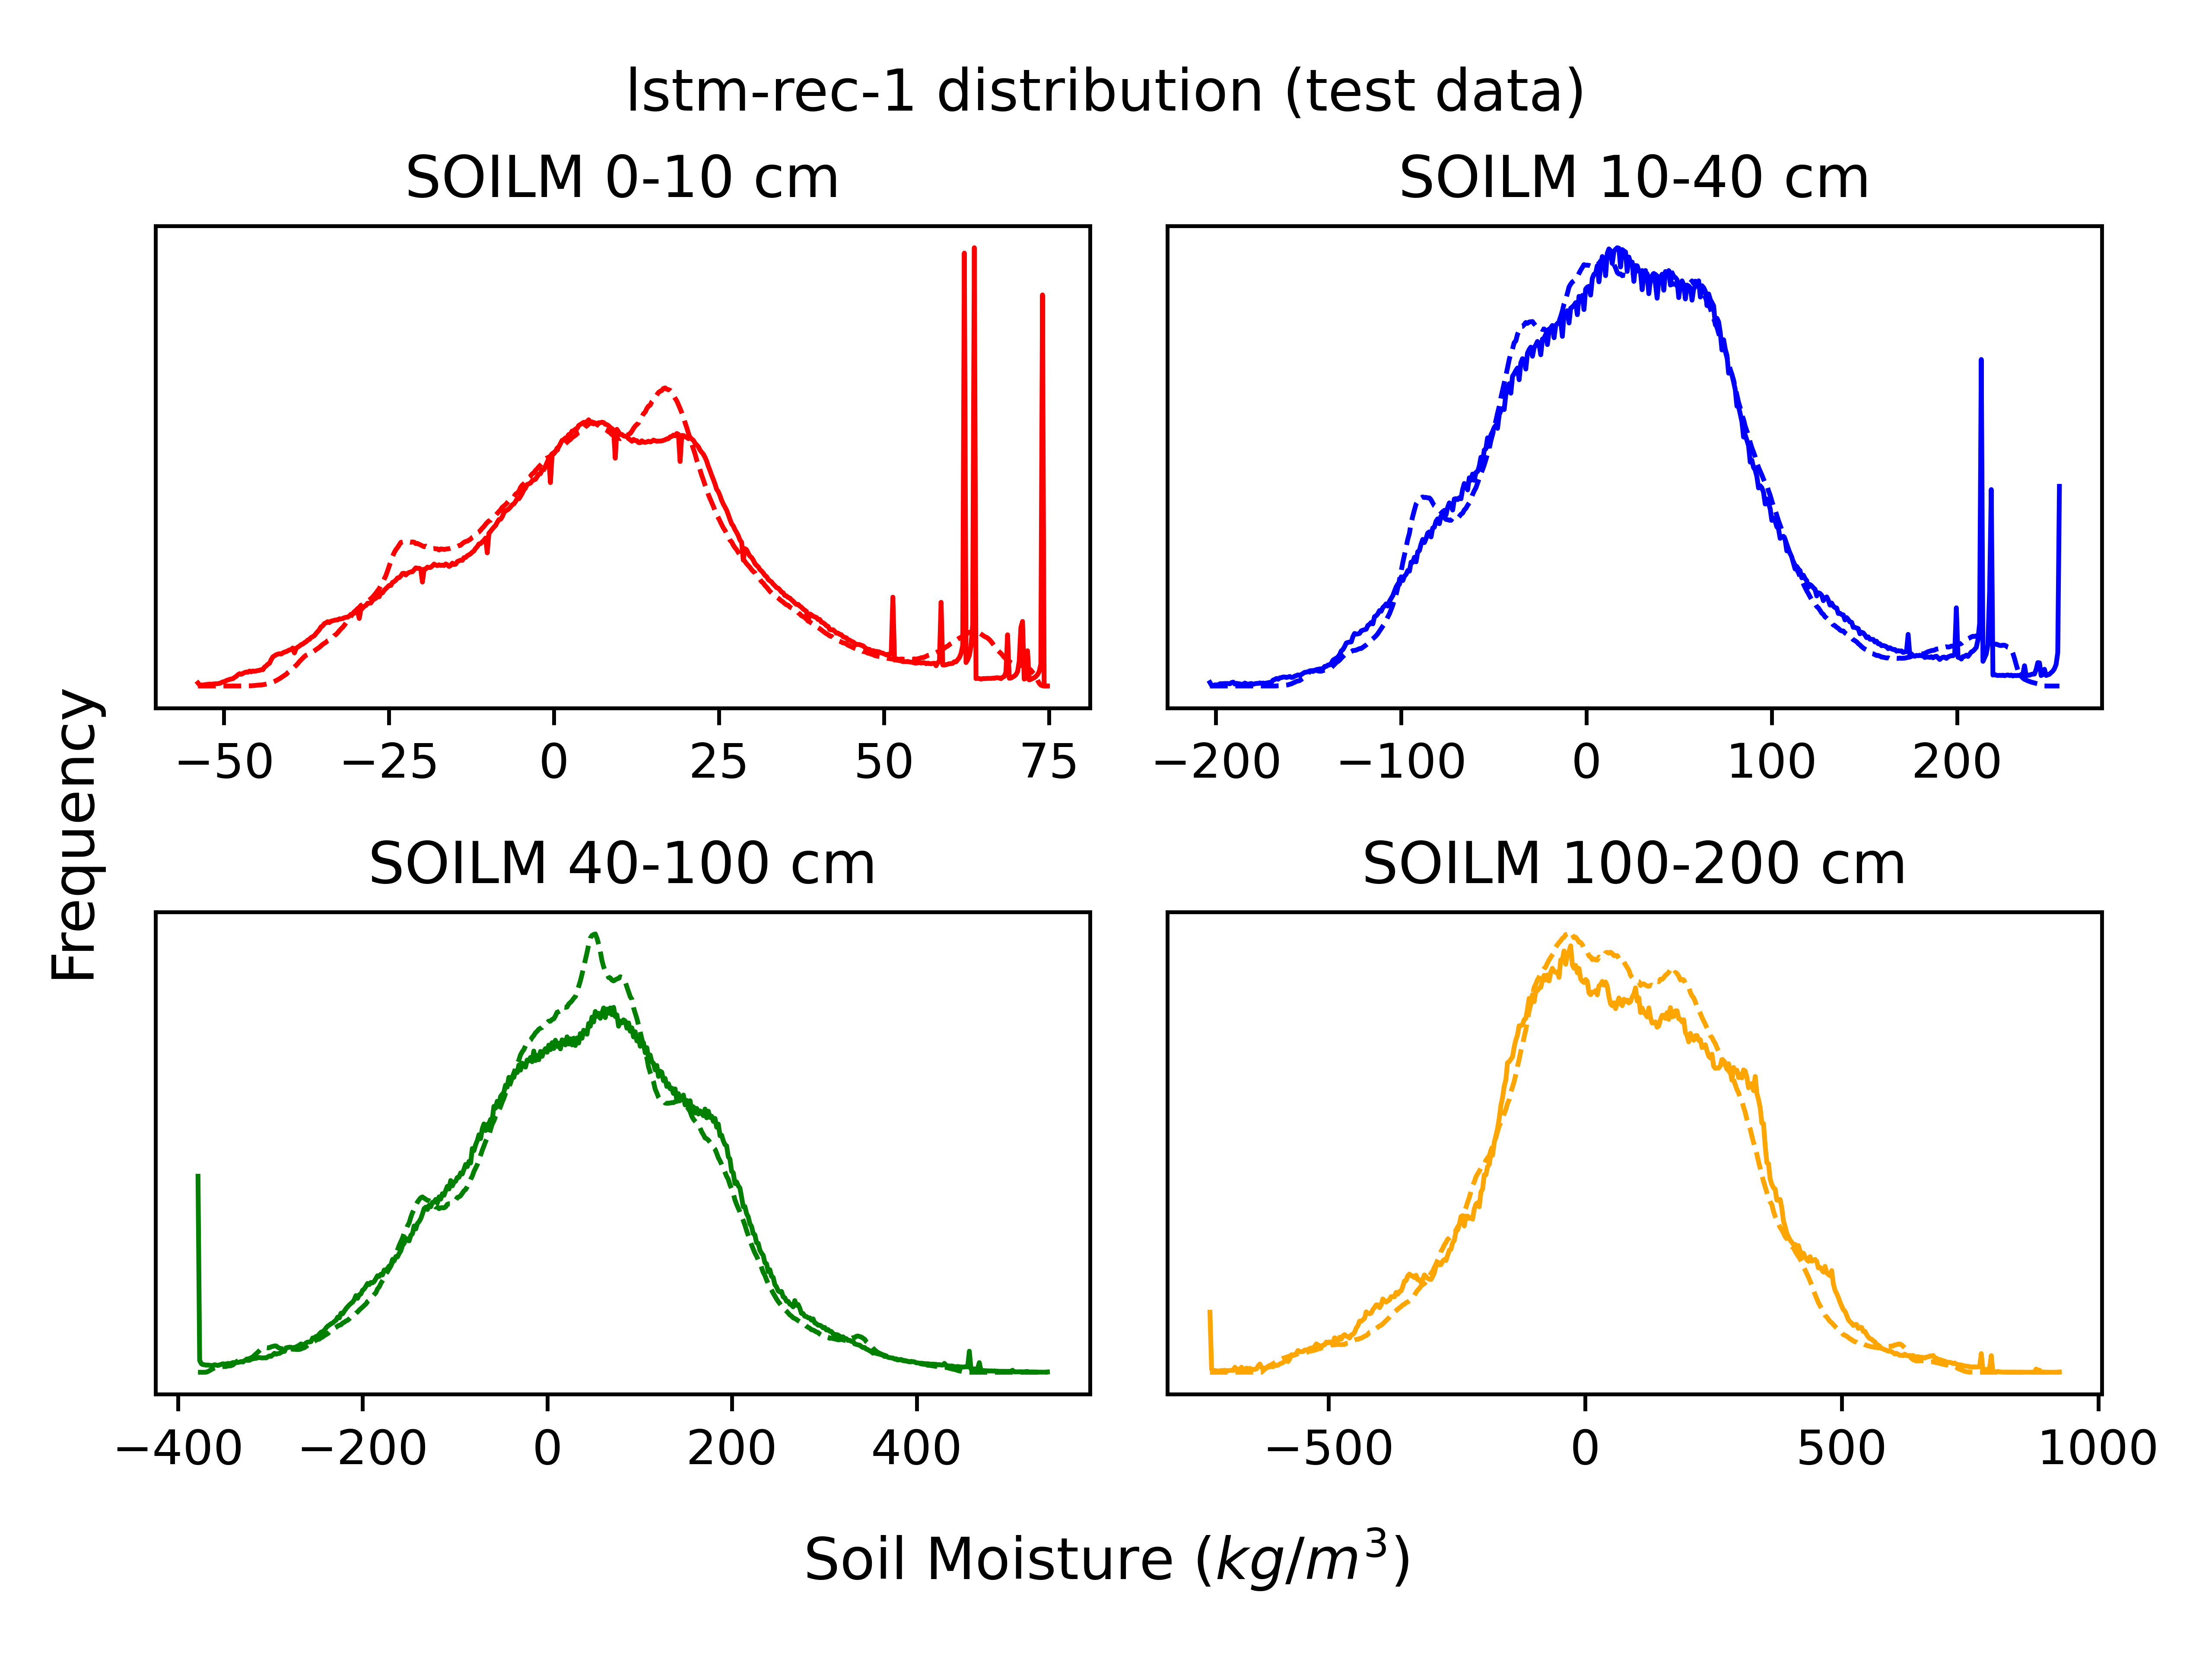 lstm-rec-1 distribution (test data)
SOILM 0-10 cm
SOILM 10-40 cm
−50 −25 0 25 50 75
−200 −100 0 100 200
Frequency
SOILM 40-100 cm
SOILM 100-200 cm
−400 −200 0 200 400
−500 0 500 1000
Soil Moisture (kg/m³)